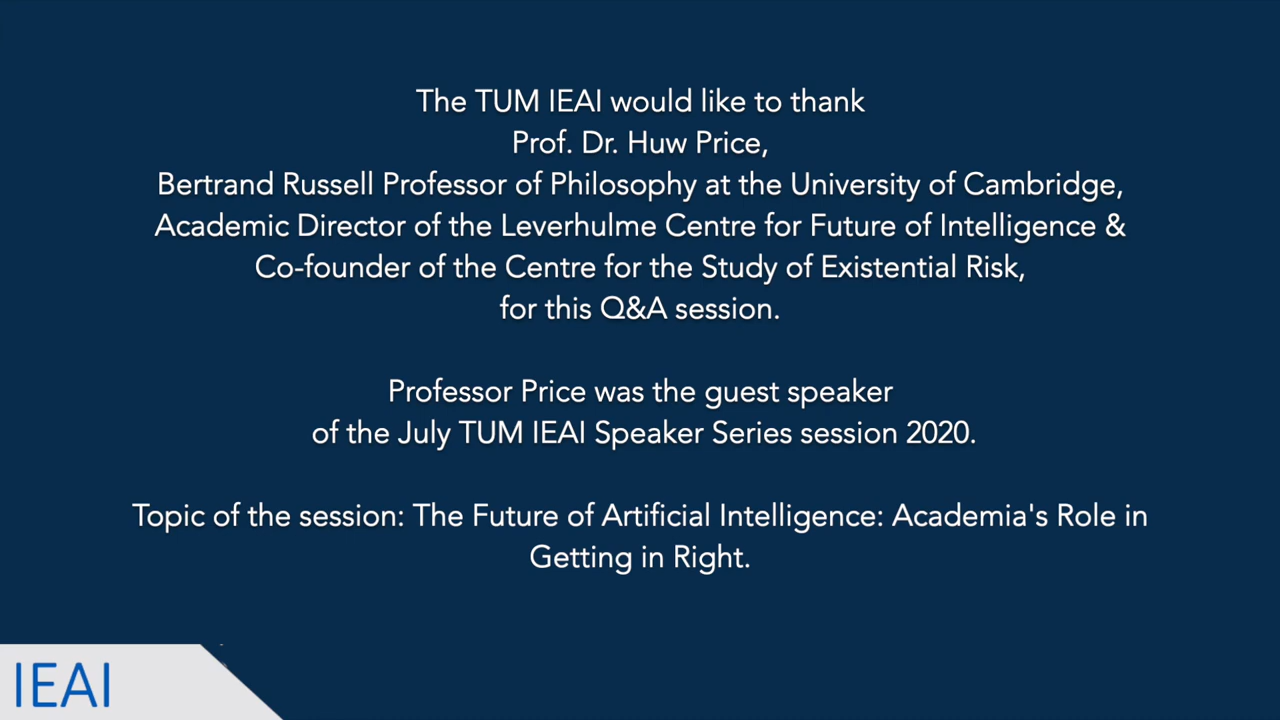 The TUM IEAI would like to thank
Prof. Dr. Huw Price,
Bertrand Russell Professor of Philosophy at the University of Cambridge,
Academic Director of the Leverhulme Centre for Future of Intelligence &
Co-founder of the Centre for the Study of Existential Risk,
for this Q&A session.
Professor Price was the guest speaker
of the July TUM IEAI Speaker Series session 2020.
Topic of the session: The Future of Artificial Intelligence: Academia's Role in
Getting in Right.
IEAI